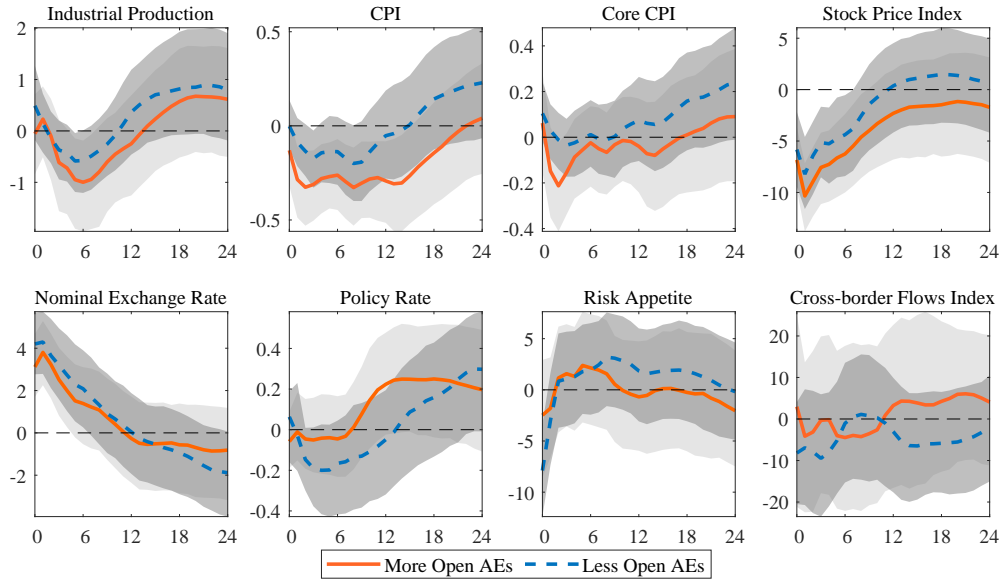 Industrial Production CPI Core CPI Stock Price Index
2 0.5 0.4 5
1 0.2 0
0 0 0 -5
-1 -0.2 -10
-0.5 -0.4
0 6 12 18 24 0 6 12 18 24 0 6 12 18 24 0 6 12 18 24
Nominal Exchange Rate Policy Rate Risk Appetite Cross-border Flows Index
4 0.4 5 20
2 0.2 0 10
0 0 -5 0
-2 -0.2 -10 -10
-0.4 -20
0 6 12 18 24 0 6 12 18 24 0 6 12 18 24 0 6 12 18 24
More Open AEs Less Open AEs